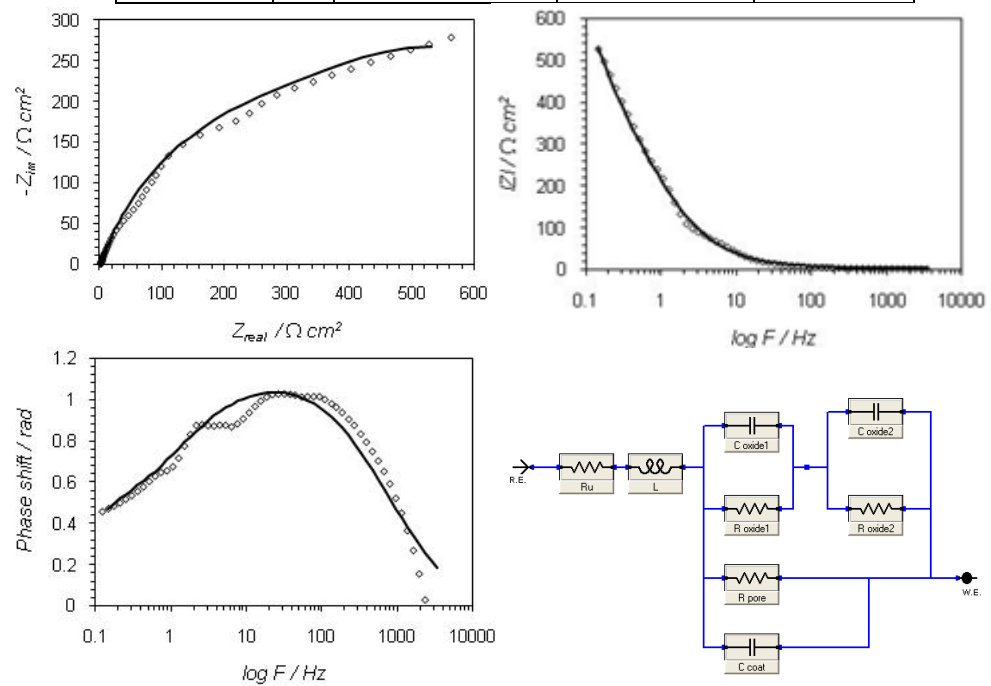 300
250
200
150
100
50
0
-Z_im / Ω cm²
0 100 200 300 400 500 600
Z_real / Ω cm²
600
500
400
300
200
100
0
|Z| / Ω cm²
0.1 1 10 100 1000 10000
log F / Hz
1.2
1
0.8
0.6
0.4
0.2
0
Phase shift / rad
0.1 1 10 100 1000 10000
log F / Hz
C oxide1
C oxide2
R.E.
Ru
L
R oxide1
R oxide2
R pore
W.E.
C coat